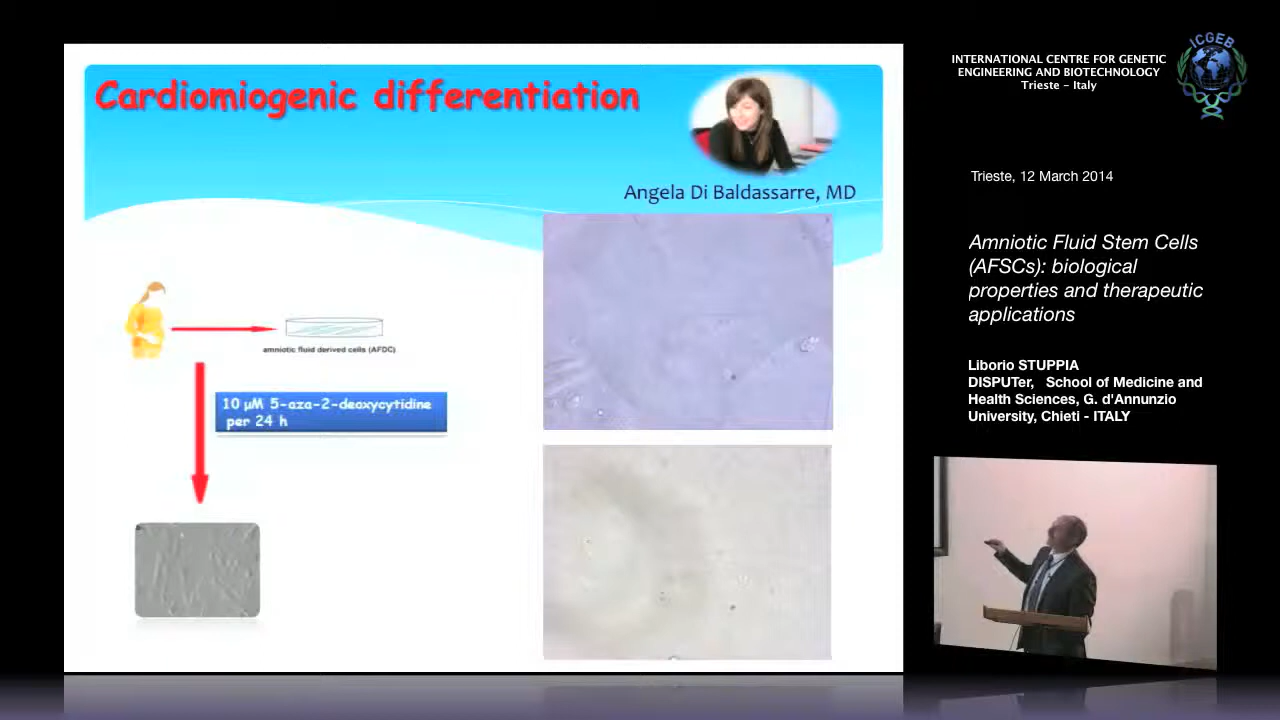 Cardiomiogenic differentiation
Angela Di Baldassarre, MD
amniotic fluid derived cells (AFDC)
10 µM 5-aza-2-deoxycytidine
per 24 h
INTERNATIONAL CENTRE FOR GENETIC
ENGINEERING AND BIOTECHNOLOGY
Trieste – Italy
ICGEB
Trieste, 12 March 2014
Amniotic Fluid Stem Cells
(AFSCs): biological
properties and therapeutic
applications
Liborio STUPPIA
DISPUTer, School of Medicine and
Health Sciences, G. d'Annunzio
University, Chieti - ITALY